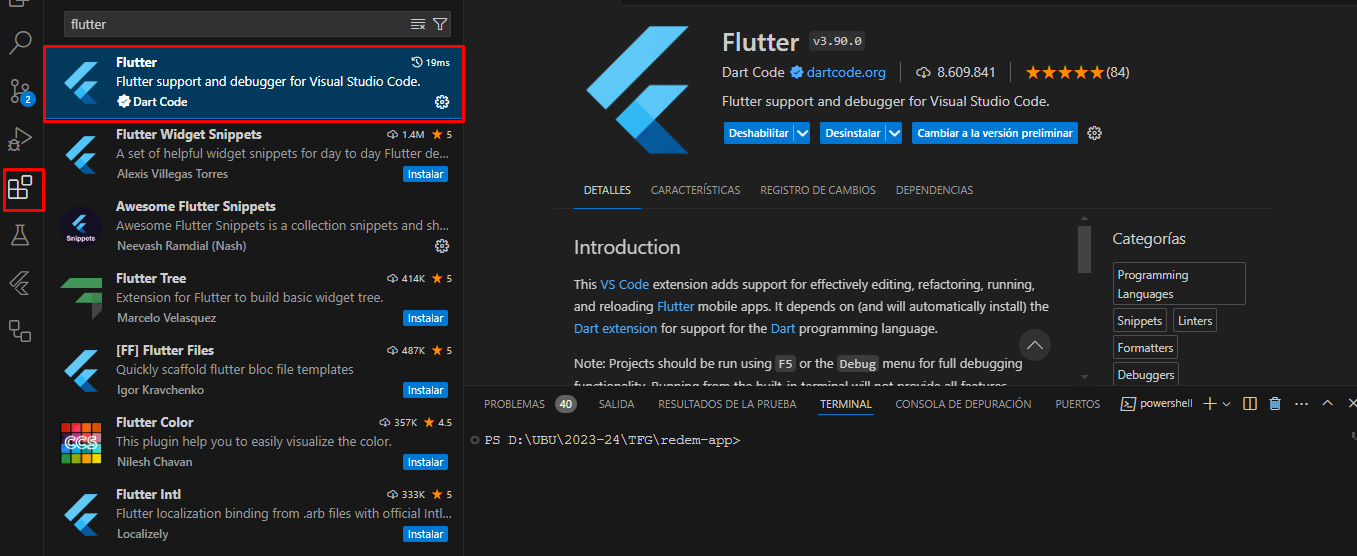 flutter
2
Flutter
19ms
Flutter support and debugger for Visual Studio Code.
Dart Code
Flutter Widget Snippets
1.4M ★ 5
A set of helpful widget snippets for day to day Flutter de...
Alexis Villegas Torres
Instalar
Snippets
Awesome Flutter Snippets
Awesome Flutter Snippets is a collection snippets and sh...
Neevash Ramdial (Nash)
Flutter Tree
414K ★ 5
Extension for Flutter to build basic widget tree.
Marcelo Velasquez
Instalar
[FF] Flutter Files
487K ★ 5
Quickly scaffold flutter bloc file templates
Igor Kravchenko
Instalar
CCS
Flutter Color
357K ★ 4.5
This plugin help you to easily visualize the color.
Nilesh Chavan
Instalar
Flutter Intl
333K ★ 5
Flutter localization binding from .arb files with official Intl...
Localizely
Instalar
Flutter v3.90.0
Dart Code dartcode.org 8.609.841 ★★★★★ (84)
Flutter support and debugger for Visual Studio Code.
Deshabilitar Desinstalar Cambiar a la versión preliminar
DETALLES CARACTERÍSTICAS REGISTRO DE CAMBIOS DEPENDENCIAS
Introduction
This VS Code extension adds support for effectively editing, refactoring, running,
and reloading Flutter mobile apps. It depends on (and will automatically install) the
Dart extension for support for the Dart programming language.
Note: Projects should be run using F5 or the Debug menu for full debugging
functionality. Running from the built-in terminal will not provide all features.
Categorías
Programming
Languages
Snippets Linters
Formatters
Debuggers
PROBLEMAS 40 SALIDA RESULTADOS DE LA PRUEBA TERMINAL CONSOLA DE DEPURACIÓN PUERTOS powershell
PS D:\UBU\2023-24\TFG\redem-app>